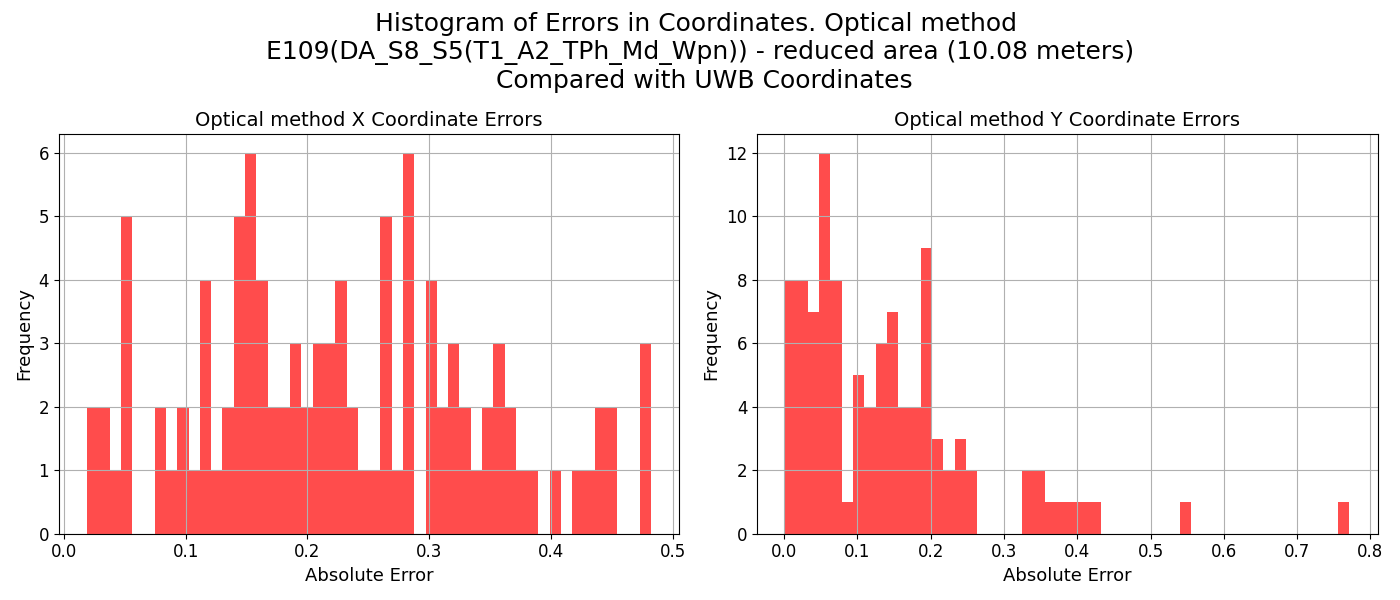 Histogram of Errors in Coordinates. Optical method
E109(DA_S8_S5(T1_A2_TPh_Md_Wpn)) - reduced area (10.08 meters)
Compared with UWB Coordinates
Optical method X Coordinate Errors
6
5
4
3
2
1
0
Frequency
0.0 0.1 0.2 0.3 0.4 0.5
Absolute Error
Optical method Y Coordinate Errors
12
10
8
6
4
2
0
Frequency
0.0 0.1 0.2 0.3 0.4 0.5 0.6 0.7 0.8
Absolute Error